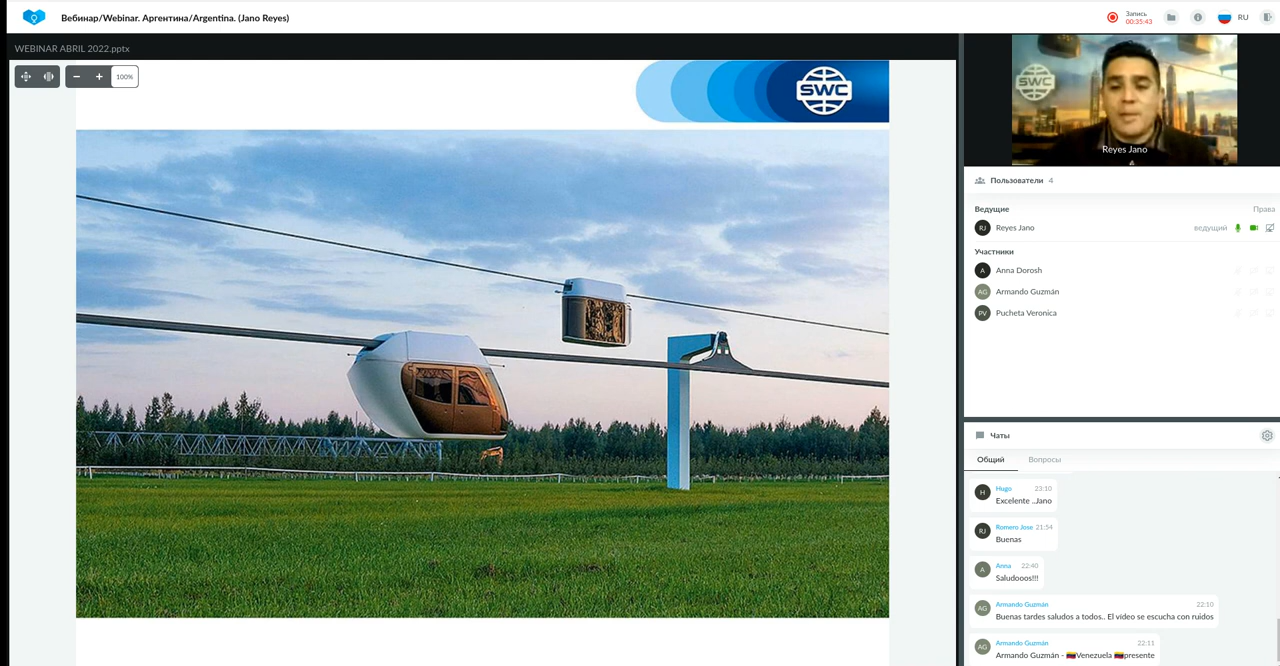 Вебинар/Webinar. Аргентина/Argentina. (Jano Reyes)
Запись
00:35:43
RU
WEBINAR ABRIL 2022.pptx
100%
SWC
SWC
Reyes Jano
Пользователи 4
Ведущие
Права
RJ
Reyes Jano
ведущий
Участники
A
Anna Dorosh
AG
Armando Guzmán
PV
Pucheta Veronica
Чаты
Общий
Вопросы
H
Hugo 23:10
Excelente ..Jano
RJ
Romero Jose 21:54
Buenas
A
Anna 22:40
Saludooos!!!
AG
Armando Guzmán 22:10
Buenas tardes saludos a todos.. El video se escucha con ruidos
AG
Armando Guzmán 22:11
Armando Guzmán - 🇻🇪Venezuela 🇻🇪presente